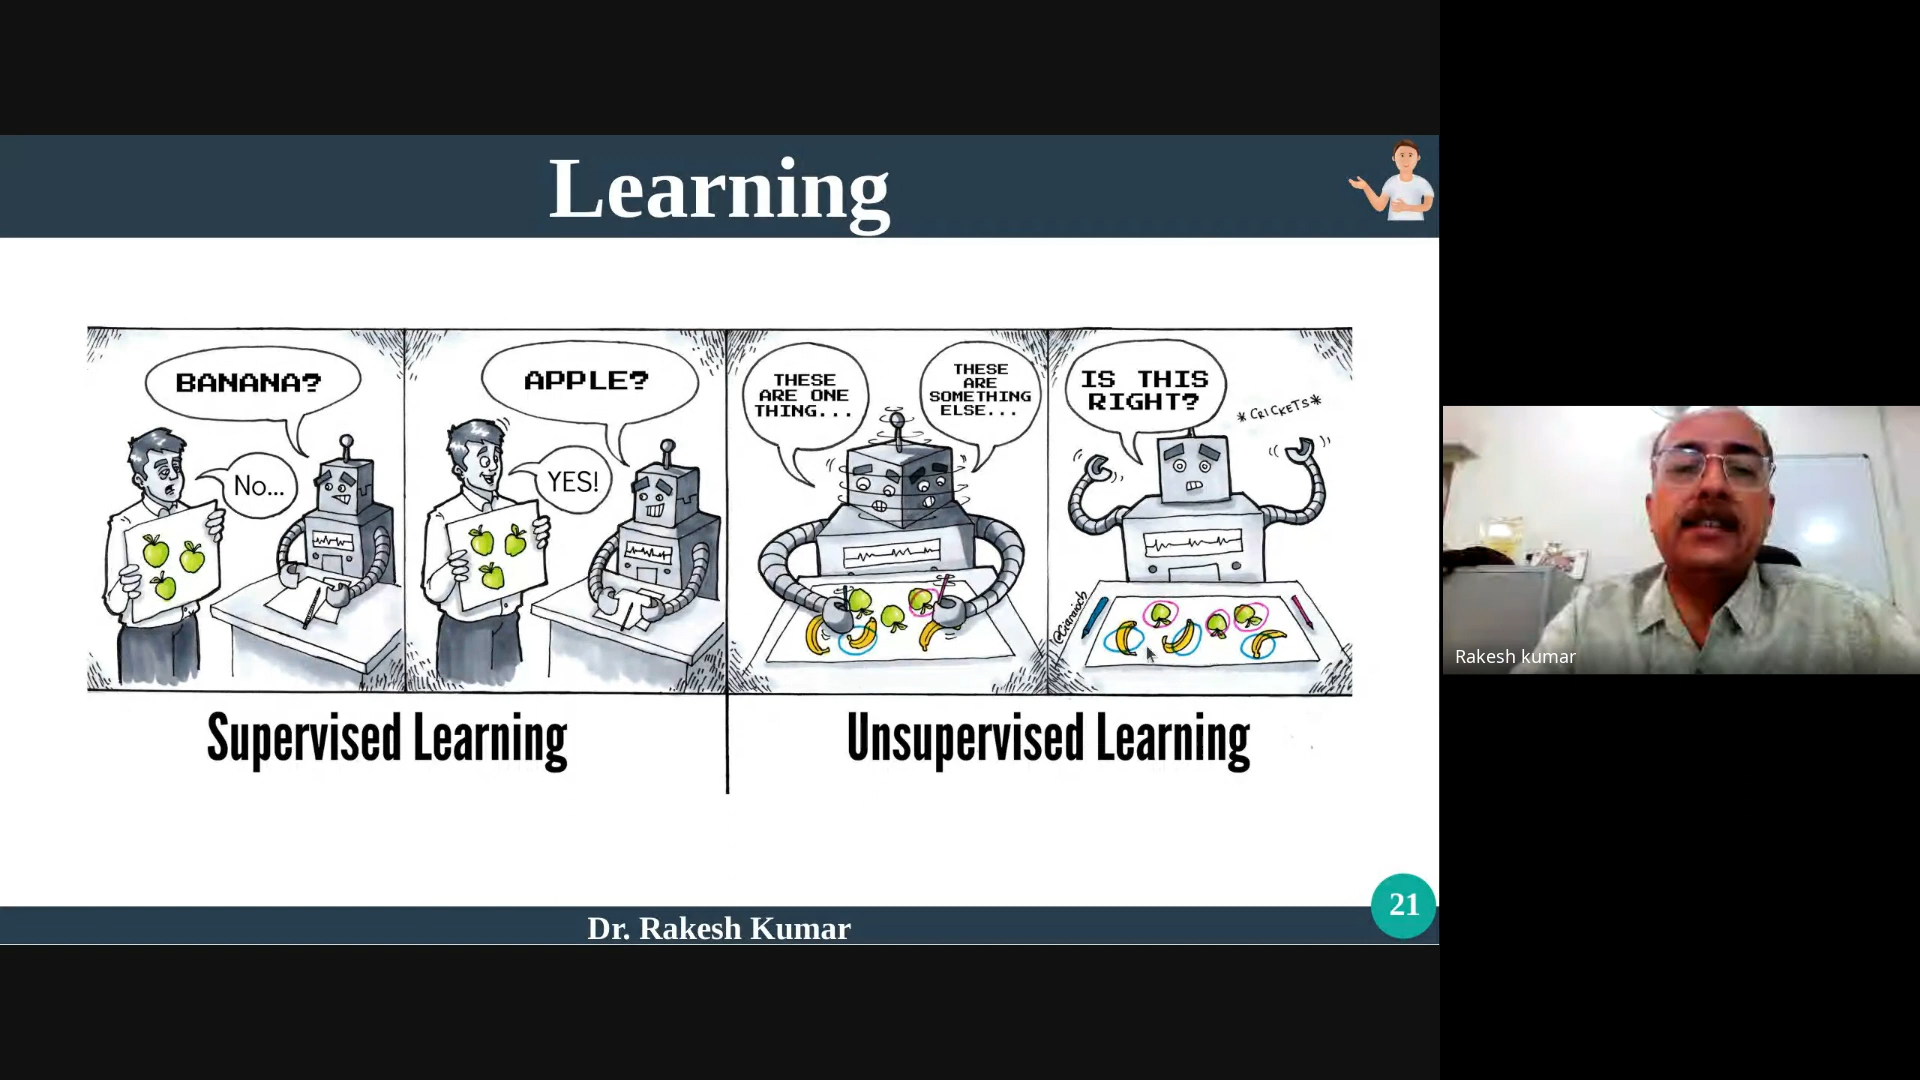 Learning
BANANA?
No...
APPLE?
YES!
THESE
ARE ONE
THING...
THESE
ARE
SOMETHING
ELSE...
IS THIS
RIGHT?
*CRICKETS*
@Ciaraioch
Supervised Learning
Unsupervised Learning
21
Dr. Rakesh Kumar
Rakesh kumar